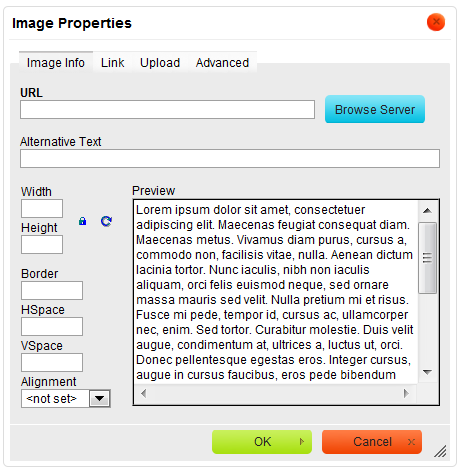 Image Properties
Image Info Link Upload Advanced
URL
Browse Server
Alternative Text
Width
Height
Border
HSpace
VSpace
Alignment
<not set>
Preview
Lorem ipsum dolor sit amet, consectetuer
adipiscing elit. Maecenas feugiat consequat diam.
Maecenas metus. Vivamus diam purus, cursus a,
commodo non, facilisis vitae, nulla. Aenean dictum
lacinia tortor. Nunc iaculis, nibh non iaculis
aliquam, orci felis euismod neque, sed ornare
massa mauris sed velit. Nulla pretium mi et risus.
Fusce mi pede, tempor id, cursus ac, ullamcorper
nec, enim. Sed tortor. Curabitur molestie. Duis velit
augue, condimentum at, ultrices a, luctus ut, orci.
Donec pellentesque egestas eros. Integer cursus,
augue in cursus faucibus, eros pede bibendum
OK
Cancel